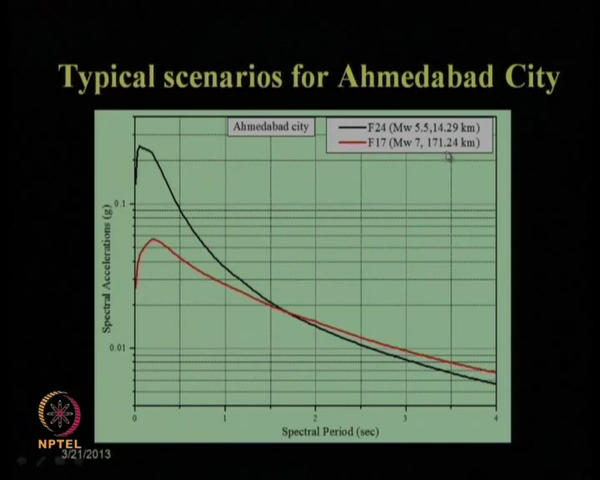 Typical scenarios for Ahmedabad City
Ahmedabad city
F24 (Mw 5.5,14.29 km)
F17 (Mw 7, 171.24 km)
Spectral Accelerations (g)
0.1
0.01
0
1
2
3
4
Spectral Period (sec)
NPTEL
3/21/2013